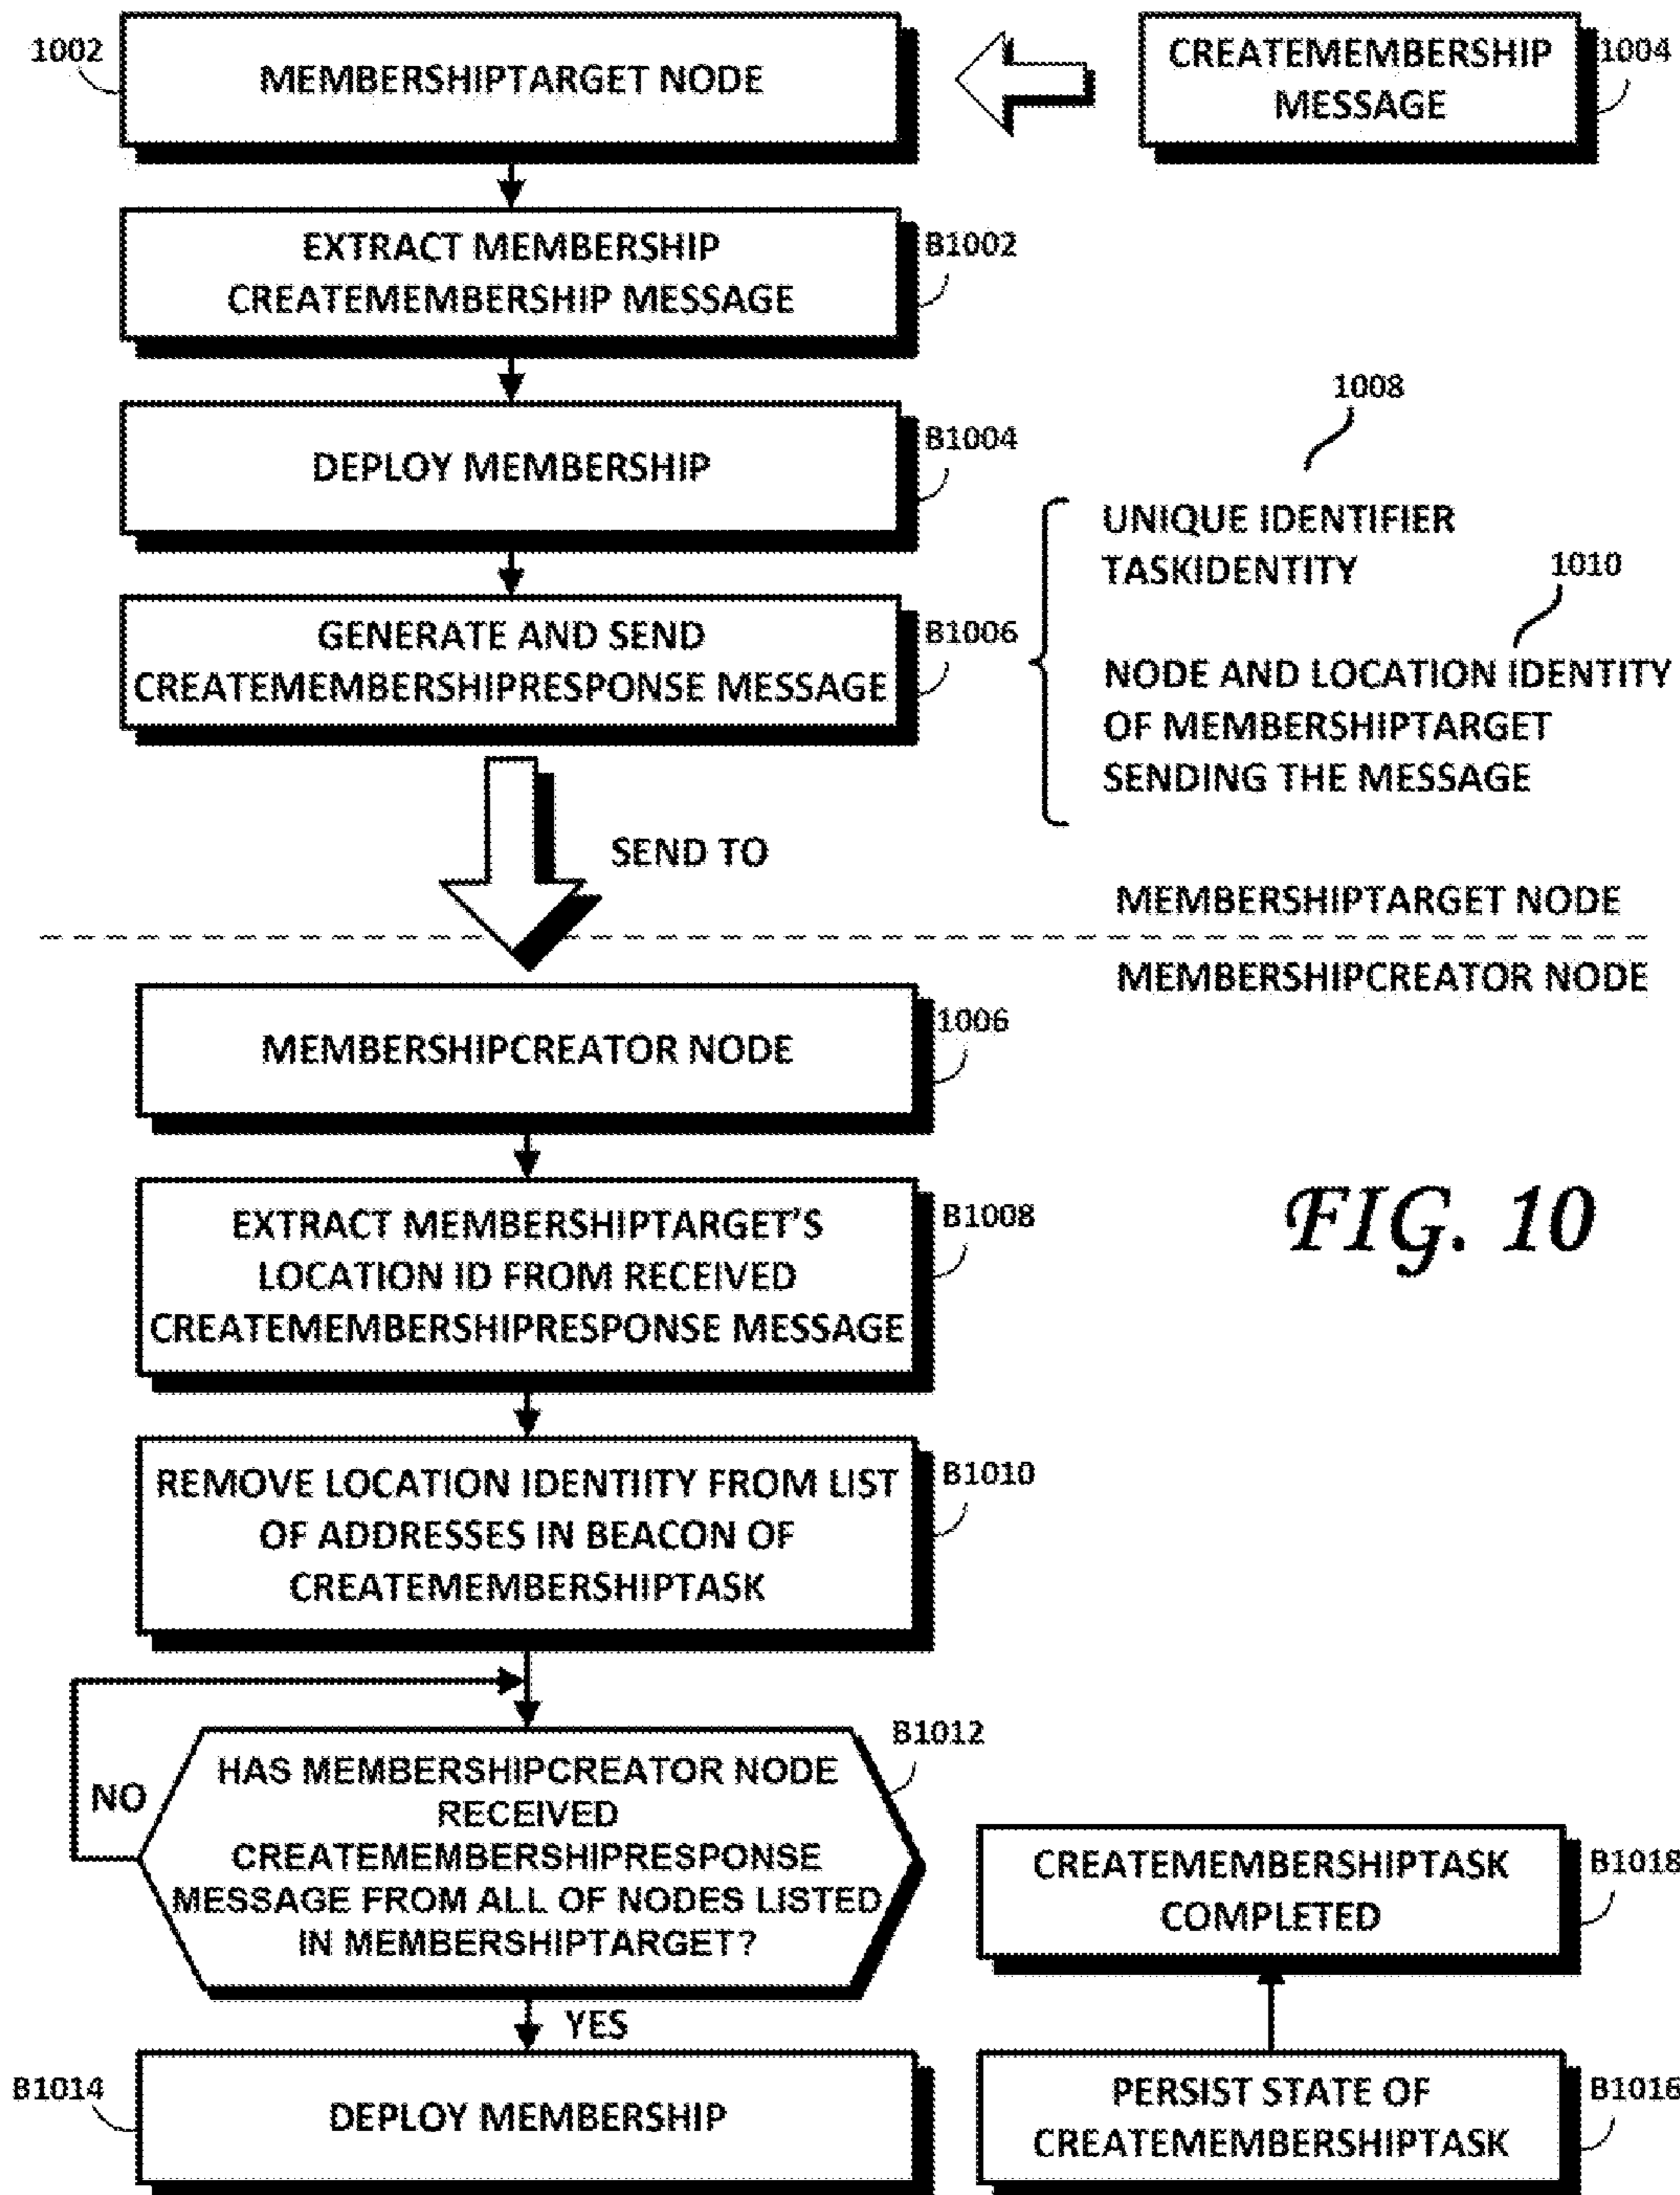 1002
MEMBERSHIPTARGET NODE
CREATEMEMBERSHIP
MESSAGE
1004
EXTRACT MEMBERSHIP
CREATEMEMBERSHIP MESSAGE
B1002
DEPLOY MEMBERSHIP
B1004
GENERATE AND SEND
CREATEMEMBERSHIPRESPONSE MESSAGE
B1006
1008
UNIQUE IDENTIFIER
TASKIDENTITY
1010
NODE AND LOCATION IDENTITY
OF MEMBERSHIPTARGET
SENDING THE MESSAGE
SEND TO
MEMBERSHIPTARGET NODE
MEMBERSHIPCREATOR NODE
MEMBERSHIPCREATOR NODE
1006
EXTRACT MEMBERSHIPTARGET'S
LOCATION ID FROM RECEIVED
CREATEMEMBERSHIPRESPONSE MESSAGE
B1008
FIG. 10
REMOVE LOCATION IDENTIITY FROM LIST
OF ADDRESSES IN BEACON OF
CREATEMEMBERSHIPTASK
B1010
HAS MEMBERSHIPCREATOR NODE
RECEIVED
CREATEMEMBERSHIPRESPONSE
MESSAGE FROM ALL OF NODES LISTED
IN MEMBERSHIPTARGET?
B1012
NO
YES
DEPLOY MEMBERSHIP
B1014
CREATEMEMBERSHIPTASK
COMPLETED
B1018
PERSIST STATE OF
CREATEMEMBERSHIPTASK
B1016